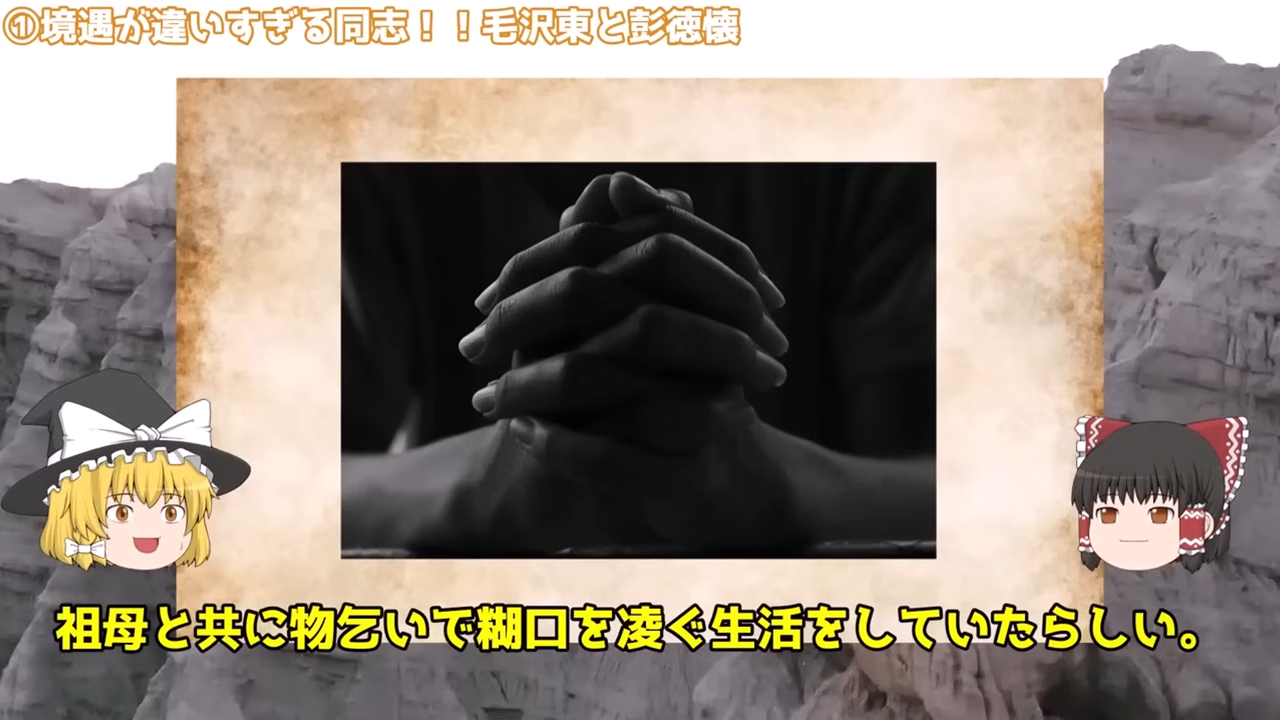 ①境遇が違いすぎる同志！！毛沢東と彭徳懐
祖母と共に物乞いで糊口を凌ぐ生活をしていたらしい。